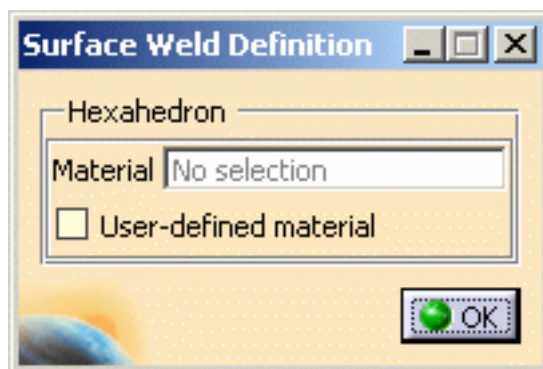 Surface Weld Definition
Hexahedron
Material No selection
User-defined material
OK